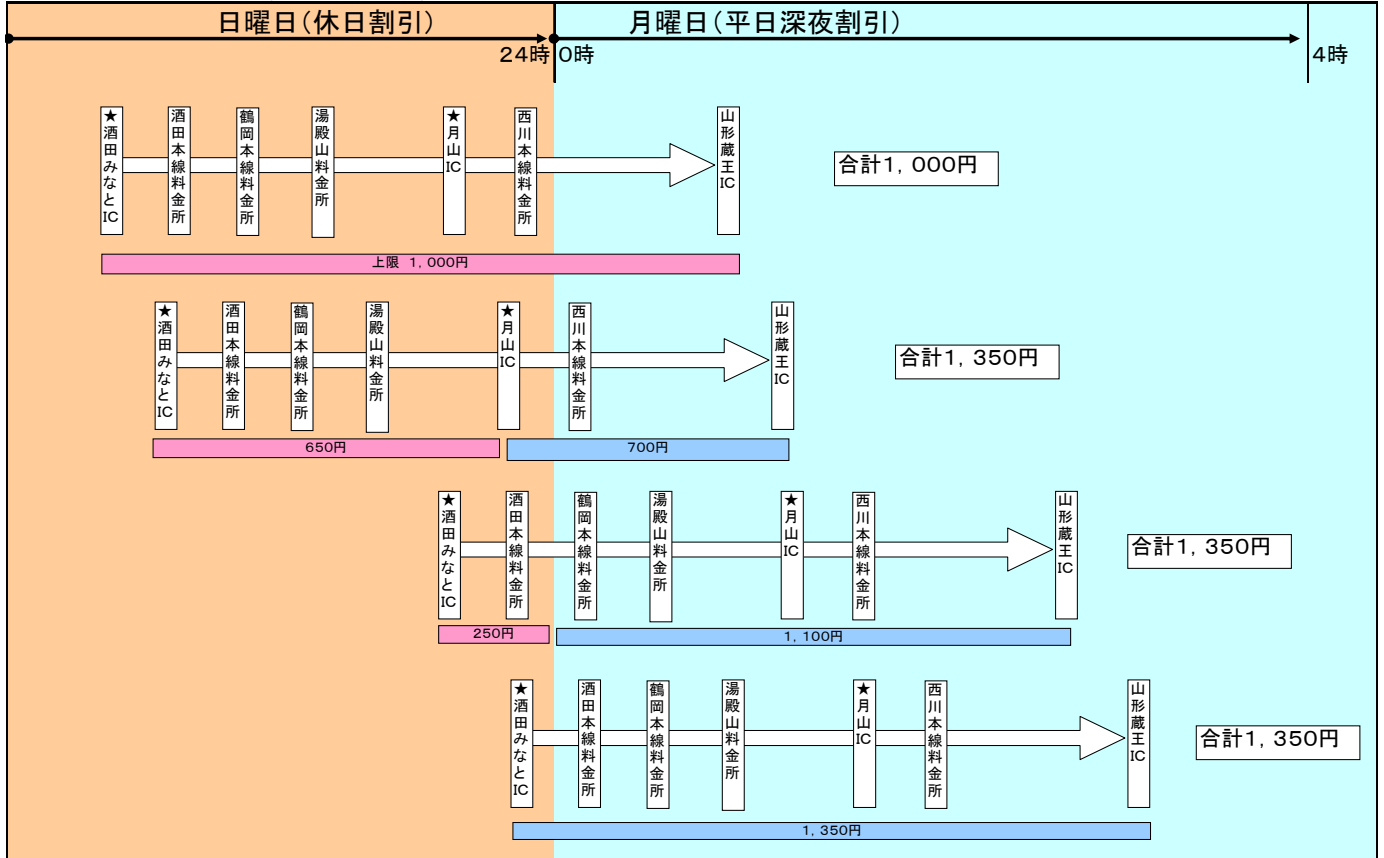 日曜日(休日割引)
月曜日(平日深夜割引)
24時
0時
4時
★酒田みなとIC
酒田本線料金所
鶴岡本線料金所
湯殿山料金所
★月山IC
西川本線料金所
山形蔵王IC
合計1,000円
上限 1,000円
★酒田みなとIC
酒田本線料金所
鶴岡本線料金所
湯殿山料金所
★月山IC
西川本線料金所
山形蔵王IC
合計1,350円
650円
700円
★酒田みなとIC
酒田本線料金所
鶴岡本線料金所
湯殿山料金所
★月山IC
西川本線料金所
山形蔵王IC
合計1,350円
250円
1,100円
★酒田みなとIC
酒田本線料金所
鶴岡本線料金所
湯殿山料金所
★月山IC
西川本線料金所
山形蔵王IC
合計1,350円
1,350円